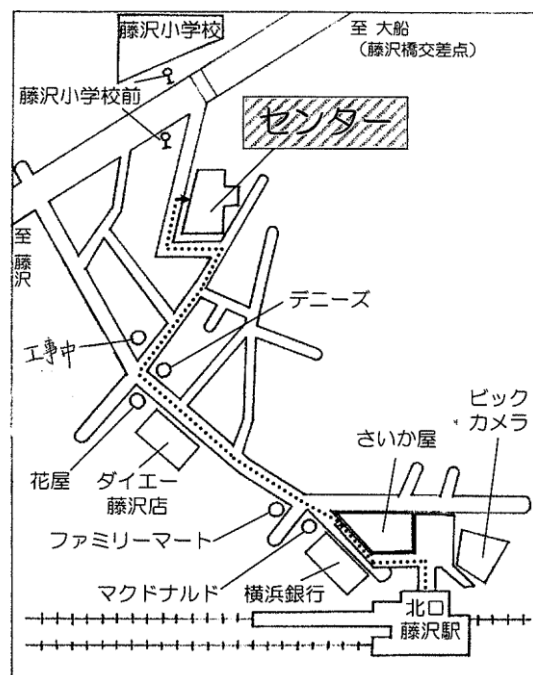 藤沢小学校
至 大船
(藤沢橋交差点)
藤沢小学校前
センター
至 藤沢
デニーズ
工事中
ビック
カメラ
さいか屋
花屋
ダイエー
藤沢店
ファミリーマート
マクドナルド
横浜銀行
北口
藤沢駅